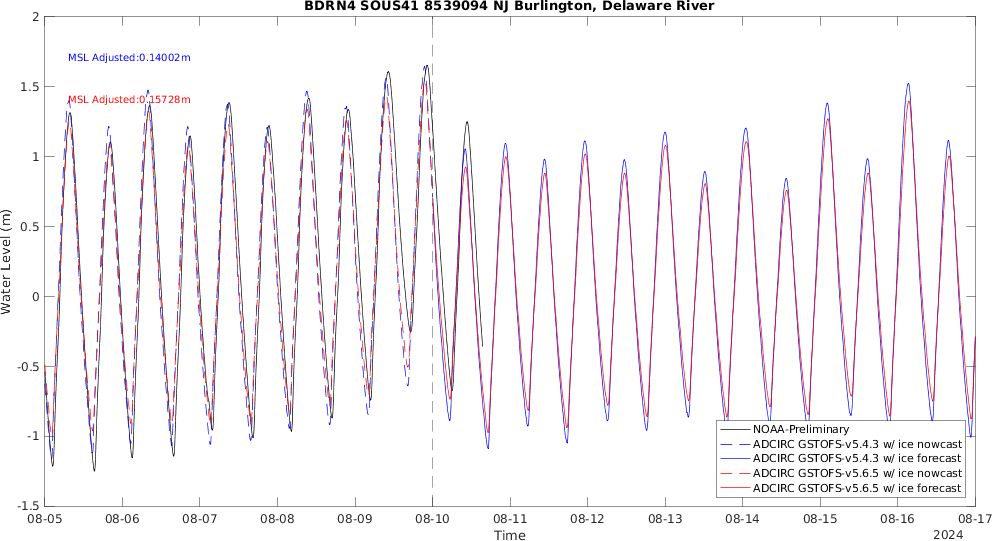 BDRN4 SOUS41 8539094 NJ Burlington, Delaware River
2
1.5
1
0.5
0
-0.5
-1
-1.5
Water Level (m)
MSL Adjusted:0.14002m
MSL Adjusted:0.15728m
NOAA-Preliminary
ADCIRC GSTOFS-v5.4.3 w/ ice nowcast
ADCIRC GSTOFS-v5.4.3 w/ ice forecast
ADCIRC GSTOFS-v5.6.5 w/ ice nowcast
ADCIRC GSTOFS-v5.6.5 w/ ice forecast
08-05 08-06 08-07 08-08 08-09 08-10 08-11 08-12 08-13 08-14 08-15 08-16 08-17
Time
2024